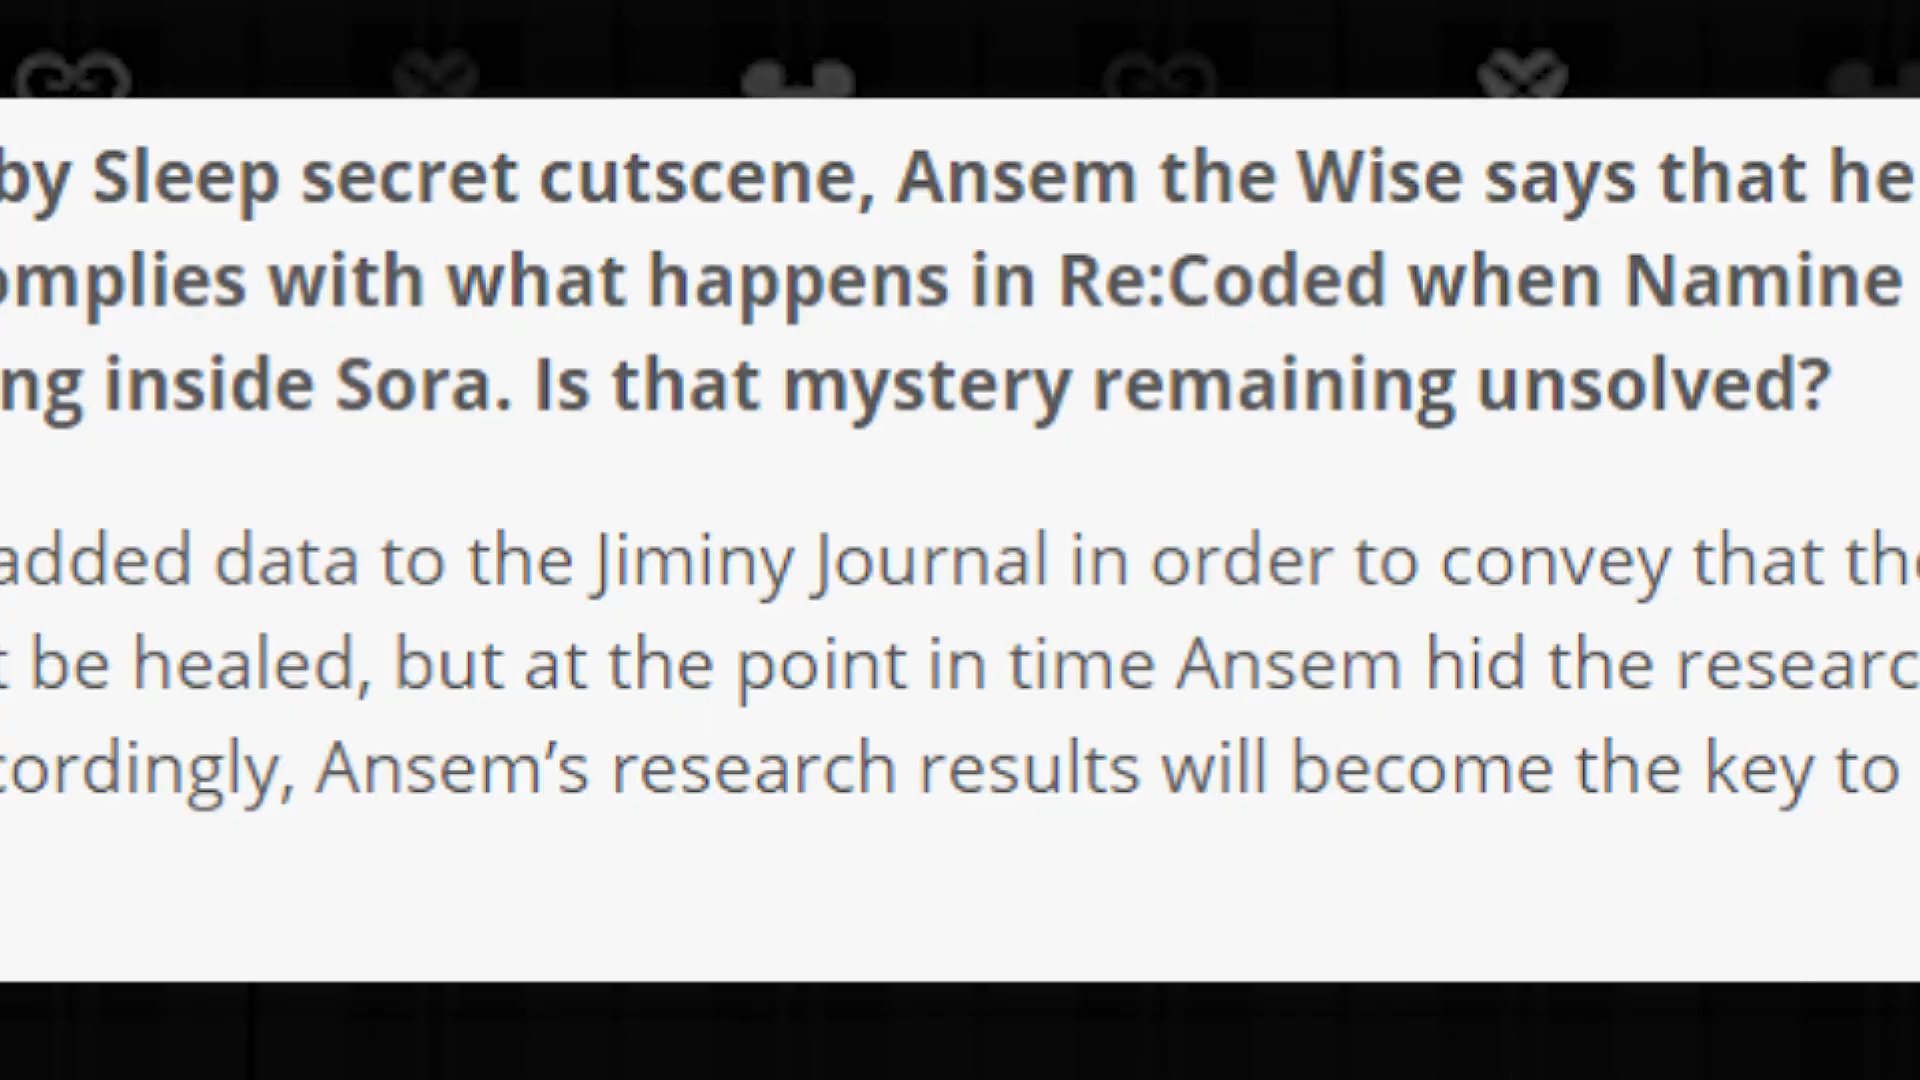 by Sleep secret cutscene, Ansem the Wise says that he
omplies with what happens in Re:Coded when Namine
ng inside Sora. Is that mystery remaining unsolved?
added data to the Jiminy Journal in order to convey that the
t be healed, but at the point in time Ansem hid the researc
cordingly, Ansem’s research results will become the key to